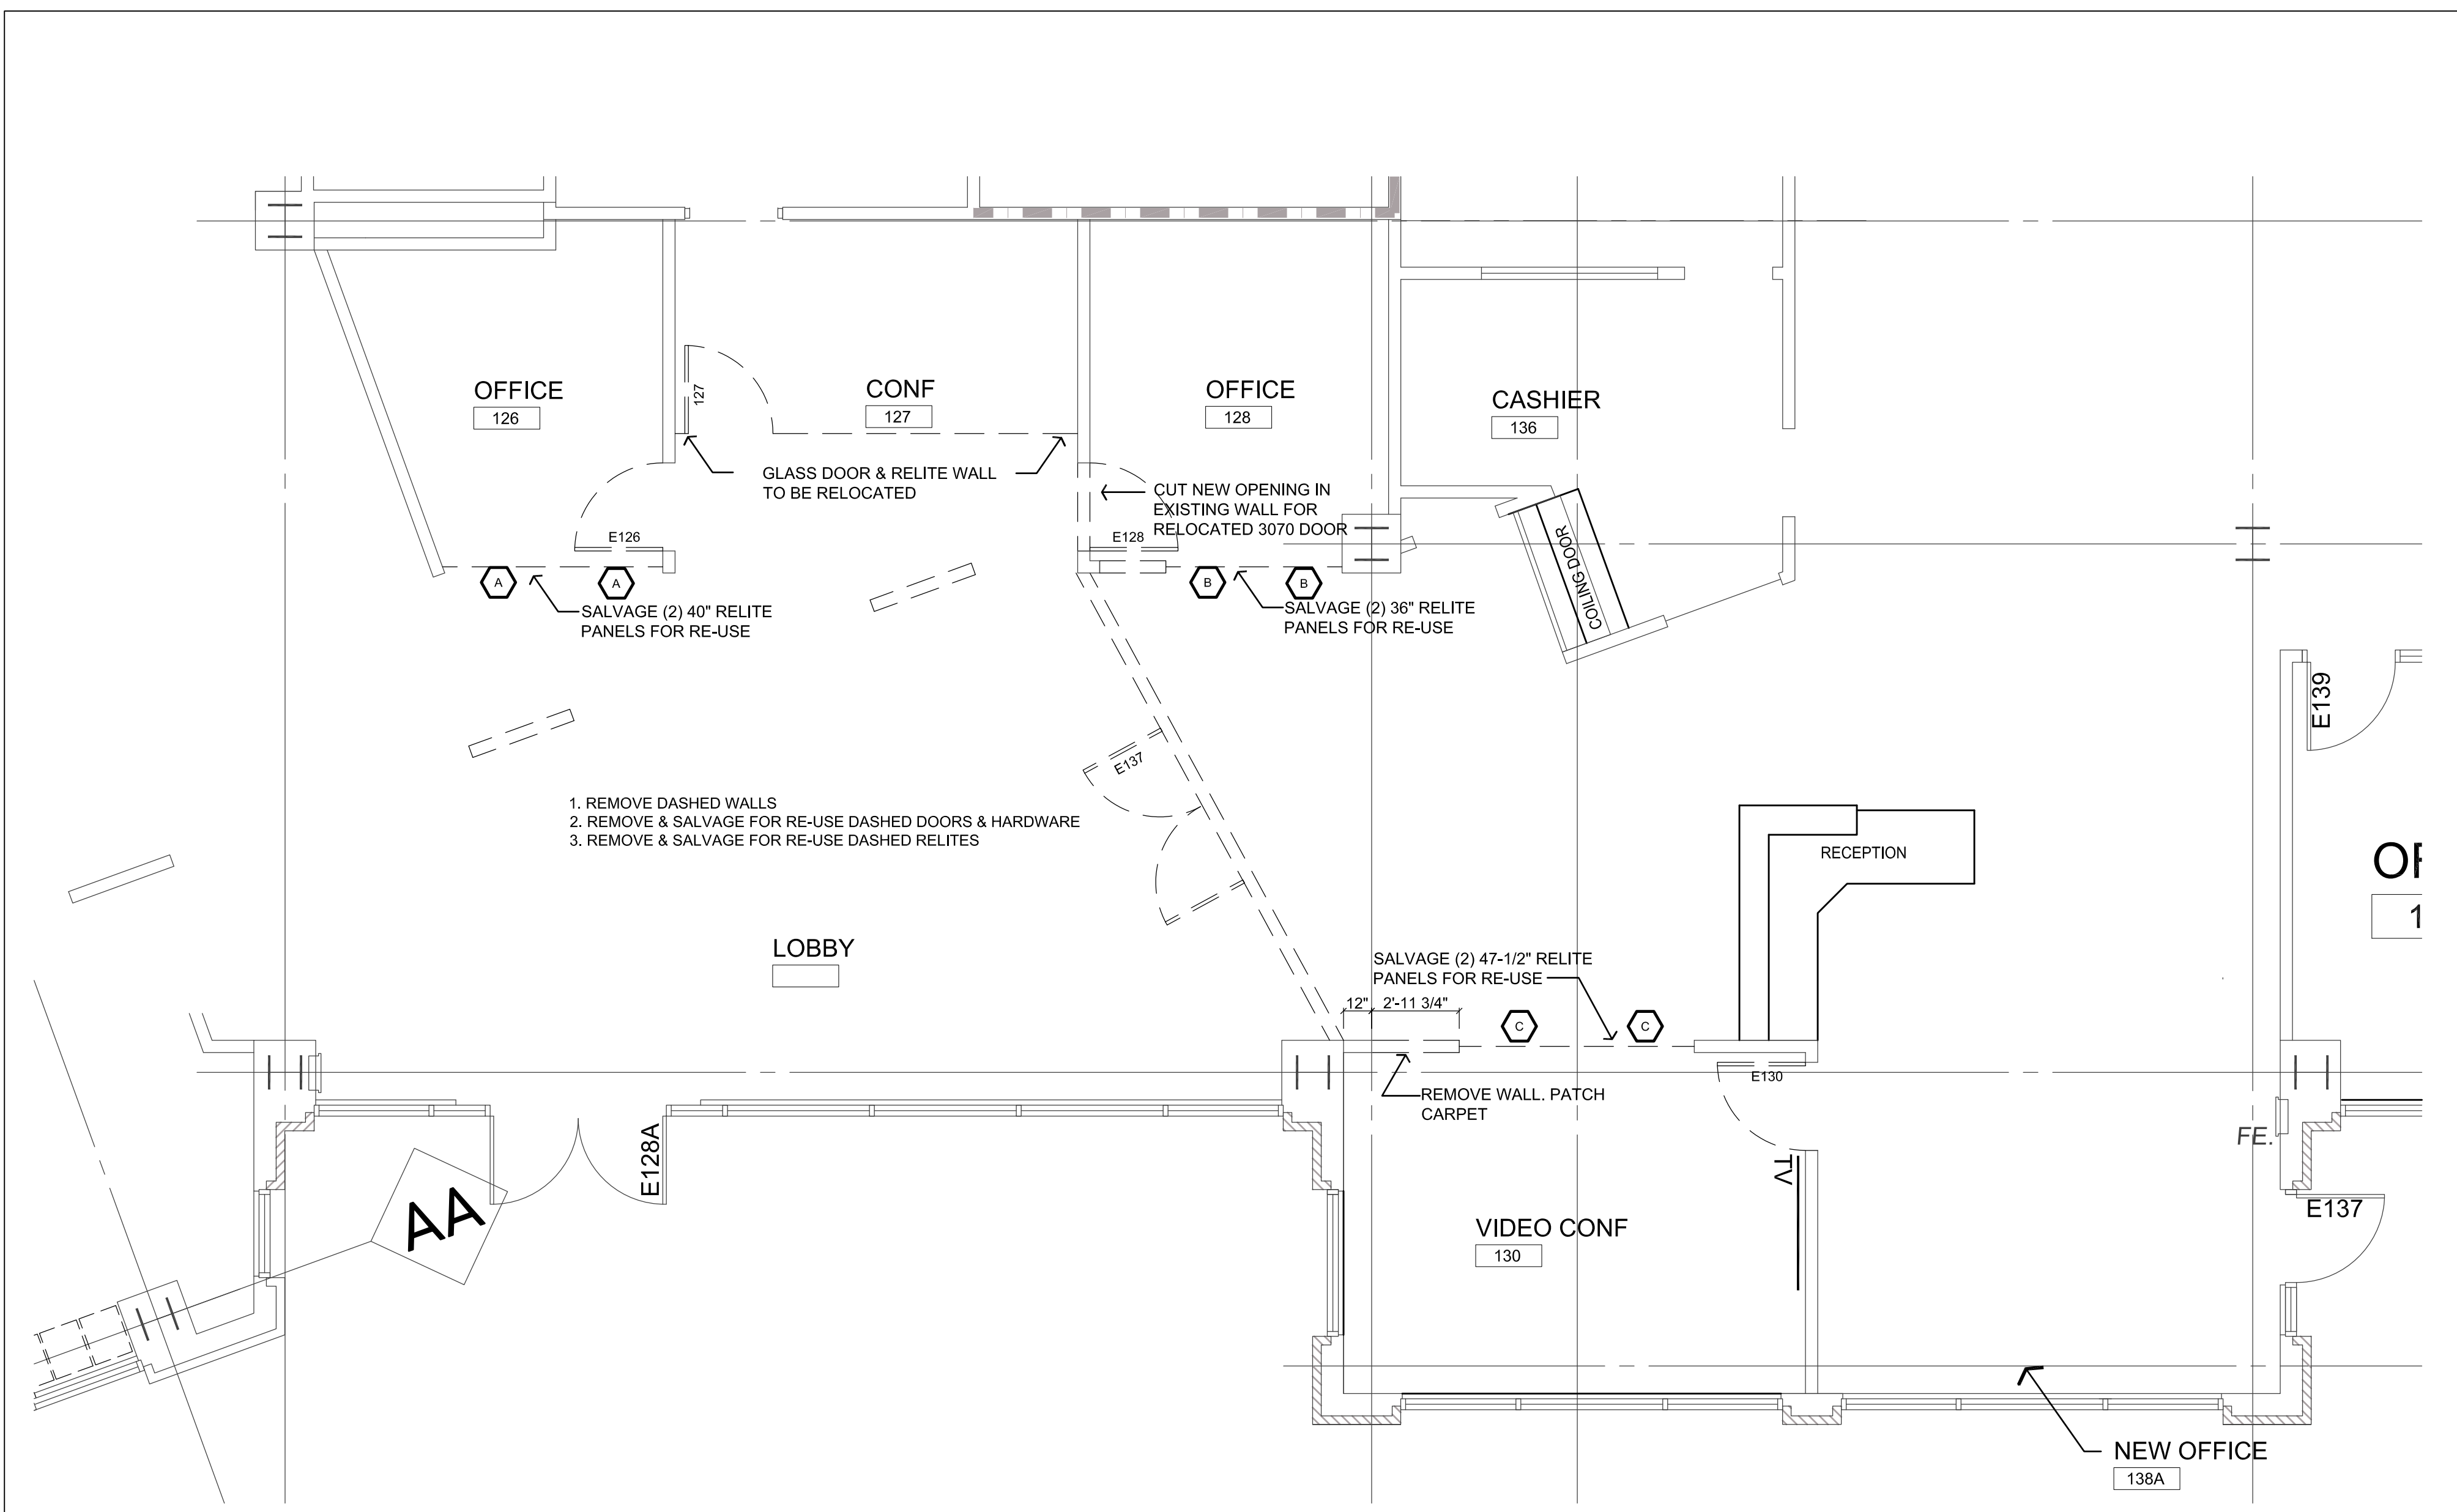 OFFICE
126
127
CONF
127
OFFICE
128
CASHIER
136
GLASS DOOR & RELITE WALL
TO BE RELOCATED
CUT NEW OPENING IN
EXISTING WALL FOR
RELOCATED 3070 DOOR
E126
E128
COILING DOOR
A
A
B
B
SALVAGE (2) 40" RELITE
PANELS FOR RE-USE
SALVAGE (2) 36" RELITE
PANELS FOR RE-USE
E139
E137
1. REMOVE DASHED WALLS
2. REMOVE & SALVAGE FOR RE-USE DASHED DOORS & HARDWARE
3. REMOVE & SALVAGE FOR RE-USE DASHED RELITES
RECEPTION
OF
1
LOBBY
SALVAGE (2) 47-1/2" RELITE
PANELS FOR RE-USE
12"
2'-11 3/4"
C
C
E130
REMOVE WALL. PATCH
CARPET
E128A
FE.
TV
AA
E137
VIDEO CONF
130
NEW OFFICE
138A